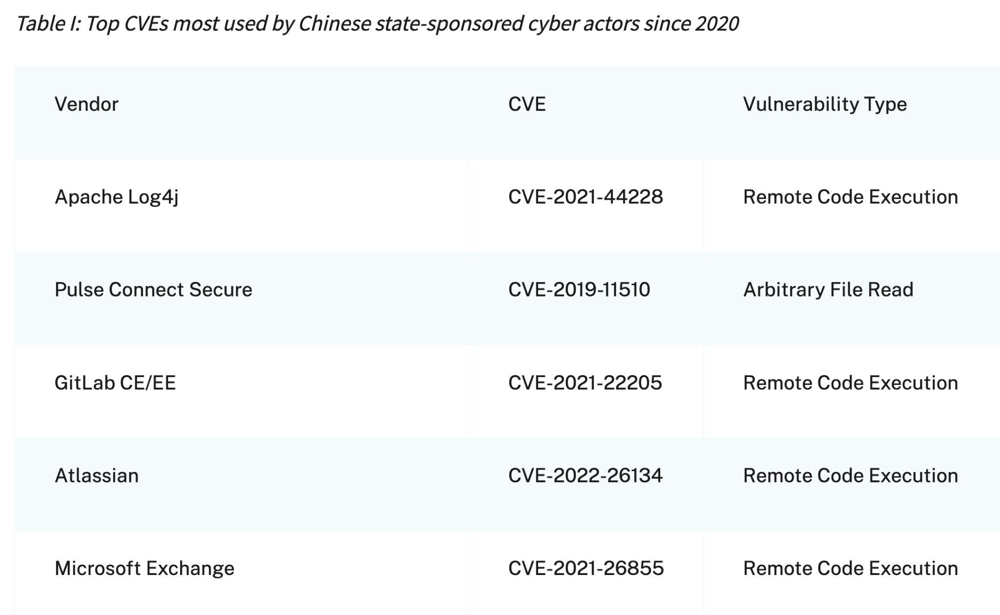 Table I: Top CVEs most used by Chinese state-sponsored cyber actors since 2020
Vendor CVE Vulnerability Type
Apache Log4j CVE-2021-44228 Remote Code Execution
Pulse Connect Secure CVE-2019-11510 Arbitrary File Read
GitLab CE/EE CVE-2021-22205 Remote Code Execution
Atlassian CVE-2022-26134 Remote Code Execution
Microsoft Exchange CVE-2021-26855 Remote Code Execution